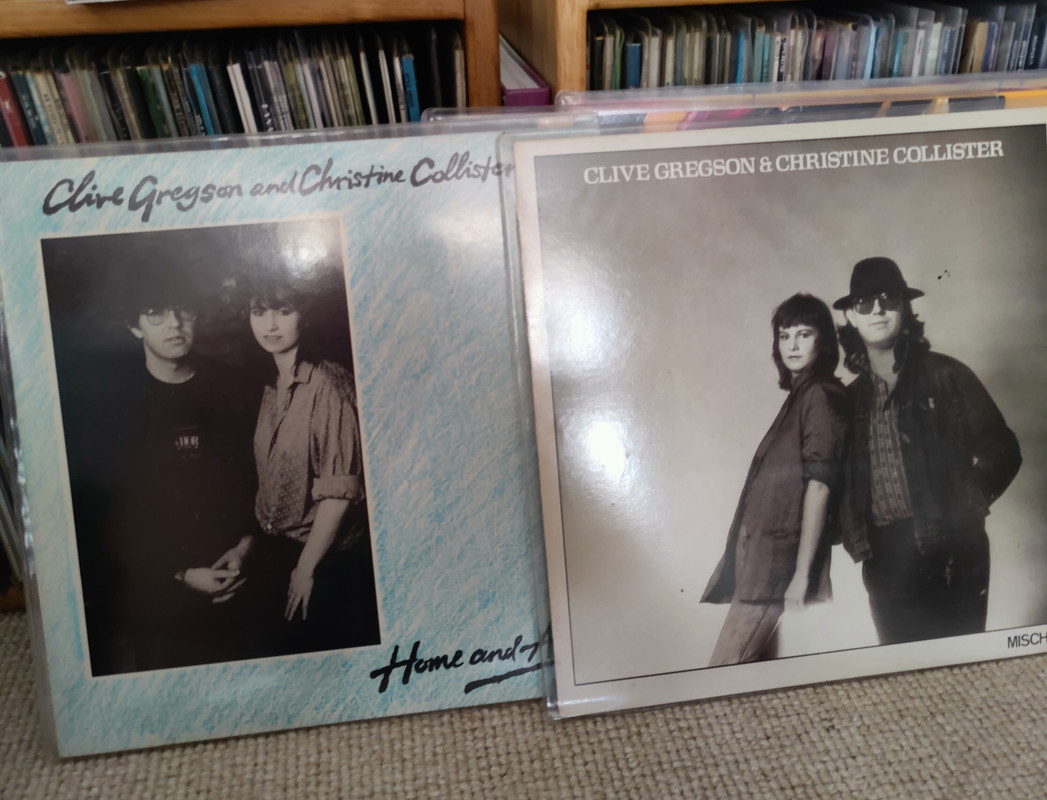 Clive Gregson and Christine Collister
Home and A
CLIVE GREGSON & CHRISTINE COLLISTER
MISCH